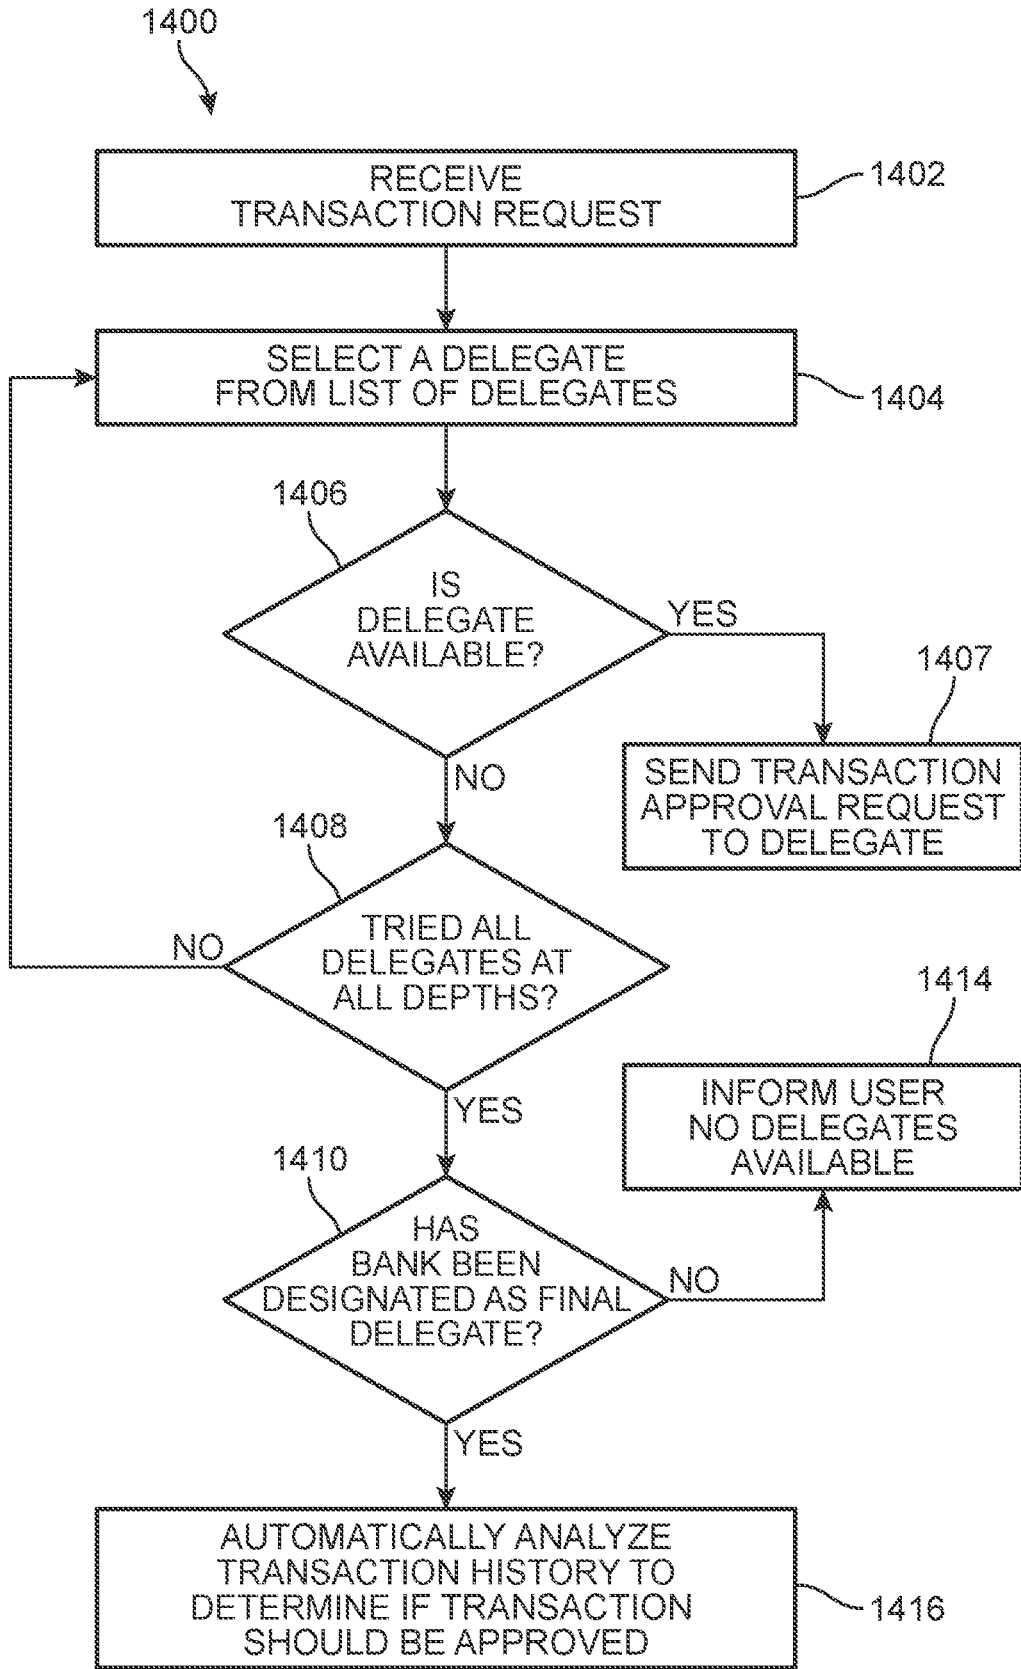 1400
RECEIVE
TRANSACTION REQUEST
1402
SELECT A DELEGATE
FROM LIST OF DELEGATES
1404
1406
IS
DELEGATE
AVAILABLE?
YES
1407
SEND TRANSACTION
APPROVAL REQUEST
TO DELEGATE
NO
1408
TRIED ALL
DELEGATES AT
ALL DEPTHS?
NO
YES
1414
INFORM USER
NO DELEGATES
AVAILABLE
1410
HAS
BANK BEEN
DESIGNATED AS FINAL
DELEGATE?
NO
YES
AUTOMATICALLY ANALYZE
TRANSACTION HISTORY TO
DETERMINE IF TRANSACTION
SHOULD BE APPROVED
1416